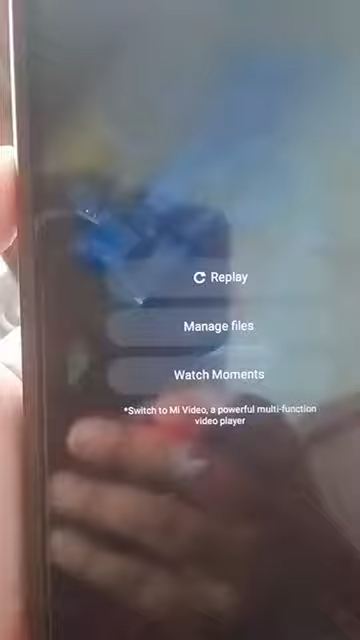 Replay
Manage files
Watch Moments
*Switch to Mi Video, a powerful multi-function
video player